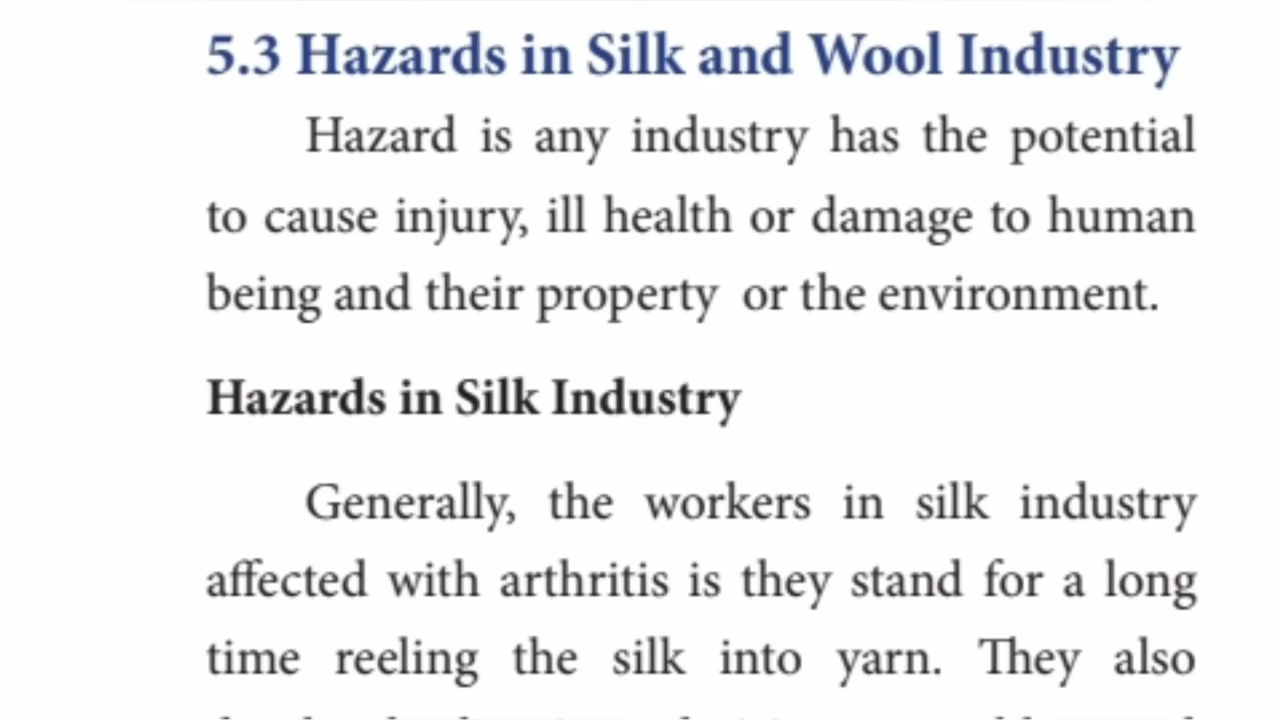 5.3 Hazards in Silk and Wool Industry
Hazard is any industry has the potential
to cause injury, ill health or damage to human
being and their property or the environment.
Hazards in Silk Industry
Generally, the workers in silk industry
affected with arthritis is they stand for a long
time reeling the silk into yarn. They also